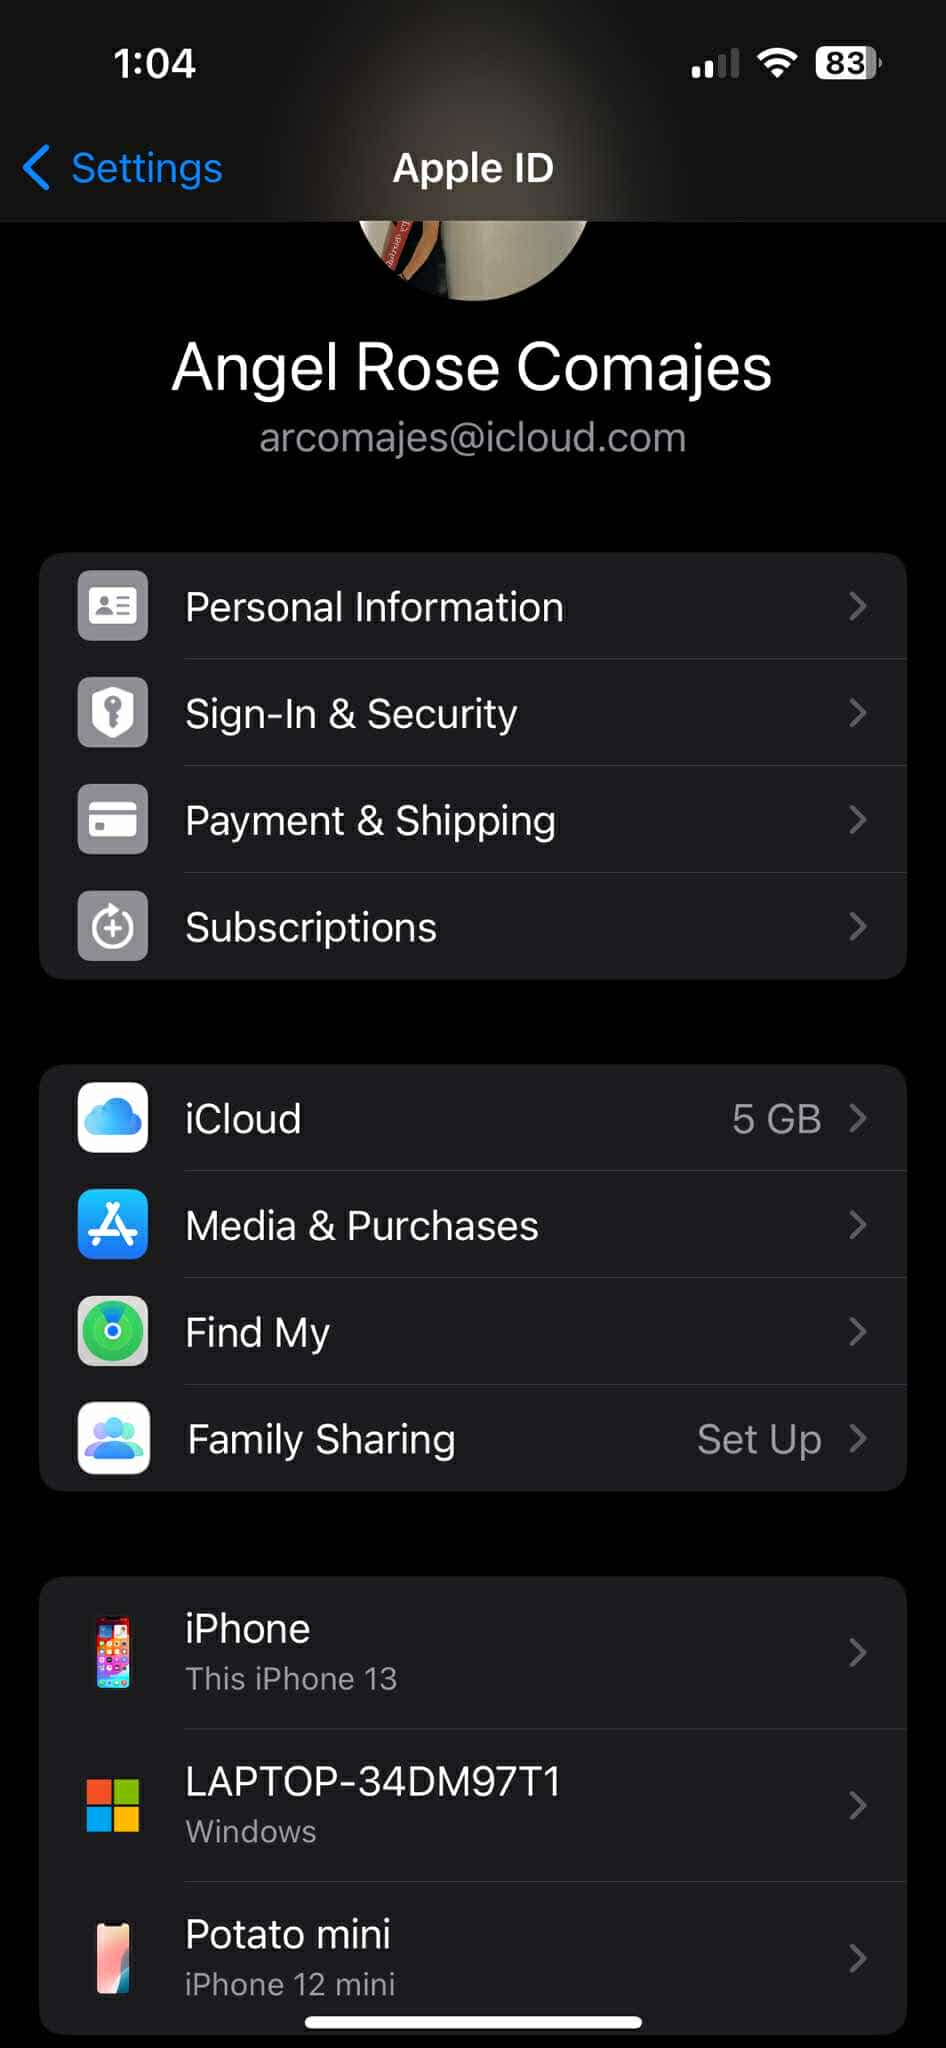 1:04
83
Settings
Apple ID
Angel Rose Comajes
arcomajes@icloud.com
Personal Information
Sign-In & Security
Payment & Shipping
Subscriptions
iCloud
5 GB
Media & Purchases
Find My
Family Sharing
Set Up
iPhone
This iPhone 13
LAPTOP-34DM97T1
Windows
Potato mini
iPhone 12 mini